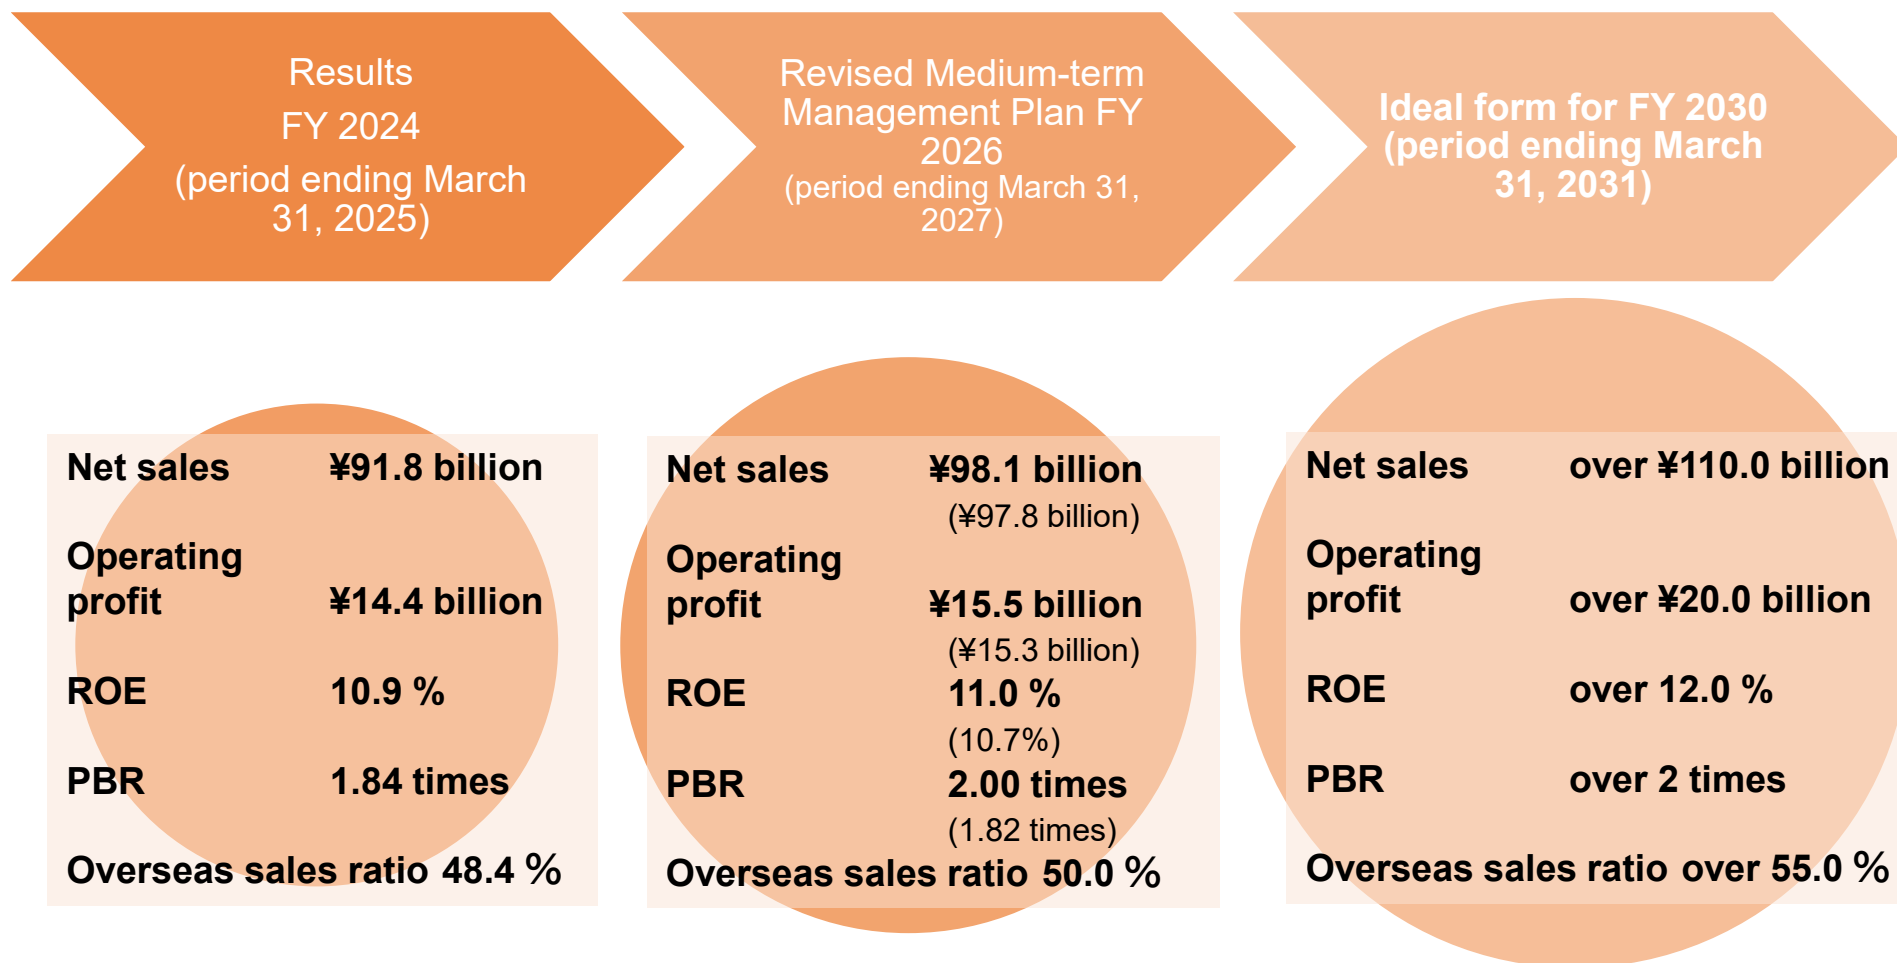 Results
FY 2024
(period ending March
31, 2025)
Revised Medium-term
Management Plan FY
2026
(period ending March 31,
2027)
Ideal form for FY 2030
(period ending March
31, 2031)
Net sales ¥91.8 billion
Operating
profit ¥14.4 billion
ROE 10.9 %
PBR 1.84 times
Overseas sales ratio 48.4 %
Net sales ¥98.1 billion
(¥97.8 billion)
Operating
profit ¥15.5 billion
(¥15.3 billion)
ROE 11.0 %
(10.7%)
PBR 2.00 times
(1.82 times)
Overseas sales ratio 50.0 %
Net sales over ¥110.0 billion
Operating
profit over ¥20.0 billion
ROE over 12.0 %
PBR over 2 times
Overseas sales ratio over 55.0 %